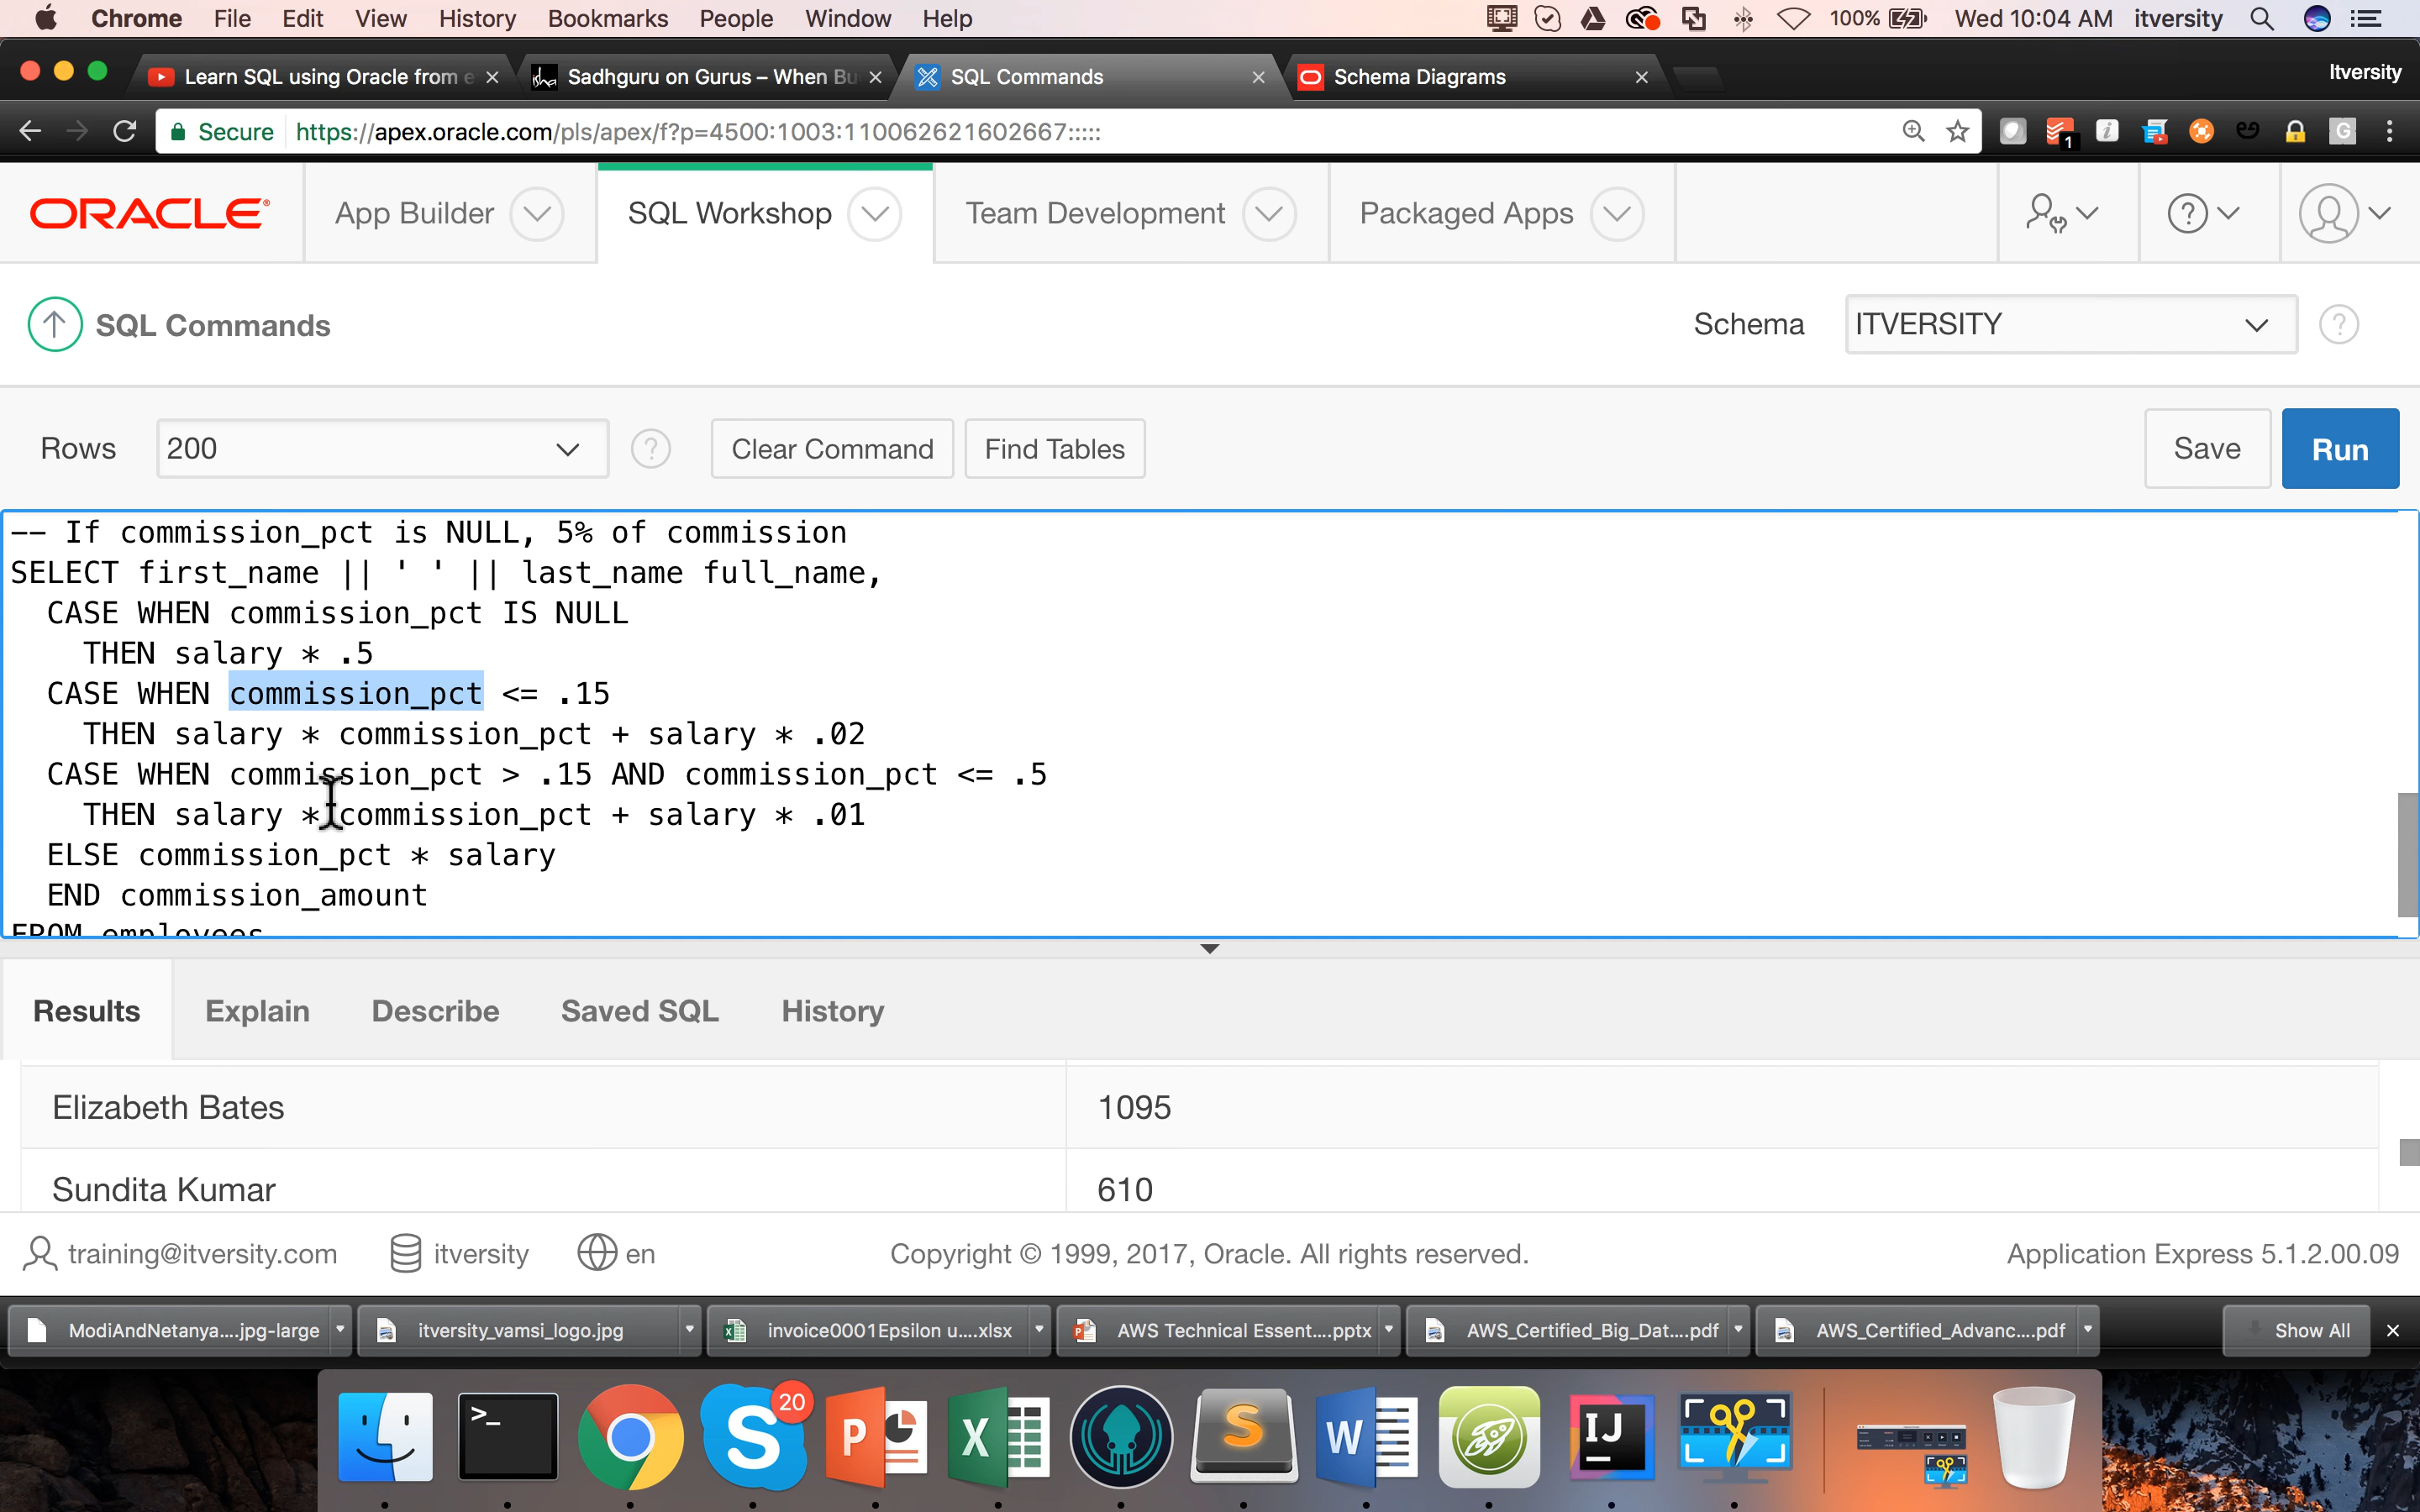 Chrome File Edit View History Bookmarks People Window Help 100% Wed 10:04 AM itversity
Learn SQL using Oracle from e Sadhguru on Gurus – When Bu SQL Commands Schema Diagrams Itversity
Secure https://apex.oracle.com/pls/apex/f?p=4500:1003:110062621602667::::: 1 i G
ORACLE App Builder SQL Workshop Team Development Packaged Apps ?
SQL Commands Schema ITVERSITY ?
Rows 200 ? Clear Command Find Tables Save Run
-- If commission_pct is NULL, 5% of commission
SELECT first_name || ' ' || last_name full_name,
CASE WHEN commission_pct IS NULL
THEN salary * .5
CASE WHEN commission_pct <= .15
THEN salary * commission_pct + salary * .02
CASE WHEN commission_pct > .15 AND commission_pct <= .5
THEN salary * commission_pct + salary * .01
ELSE commission_pct * salary
END commission_amount
FROM employees
Results Explain Describe Saved SQL History
Elizabeth Bates 1095
Sundita Kumar 610
training@itversity.com itversity en Copyright © 1999, 2017, Oracle. All rights reserved. Application Express 5.1.2.00.09
ModiAndNetanya....jpg-large itversity_vamsi_logo.jpg invoice0001Epsilon u....xlsx AWS Technical Essent....pptx AWS_Certified_Big_Dat....pdf AWS_Certified_Advanc....pdf Show All
>_ S 20 P X S W IJ